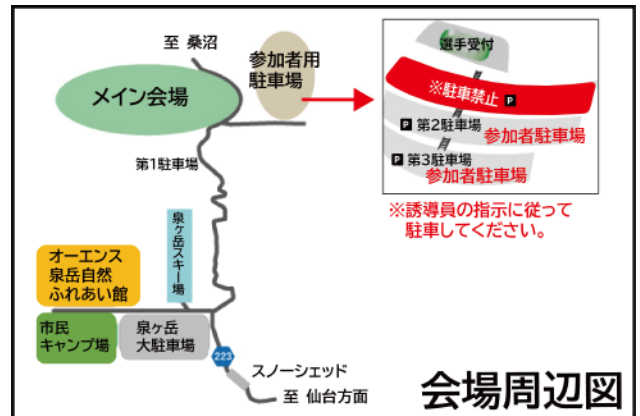 至 桑沼
メイン会場
参加者用
駐車場
第1駐車場
選手受付
※駐車禁止 P
P 第2駐車場
参加者駐車場
P 第3駐車場
参加者駐車場
※誘導員の指示に従って
駐車してください。
泉ヶ岳スキー場
オーエンス
泉岳自然
ふれあい館
市民
キャンプ場
泉ヶ岳
大駐車場
223
スノーシェッド
至 仙台方面
会場周辺図